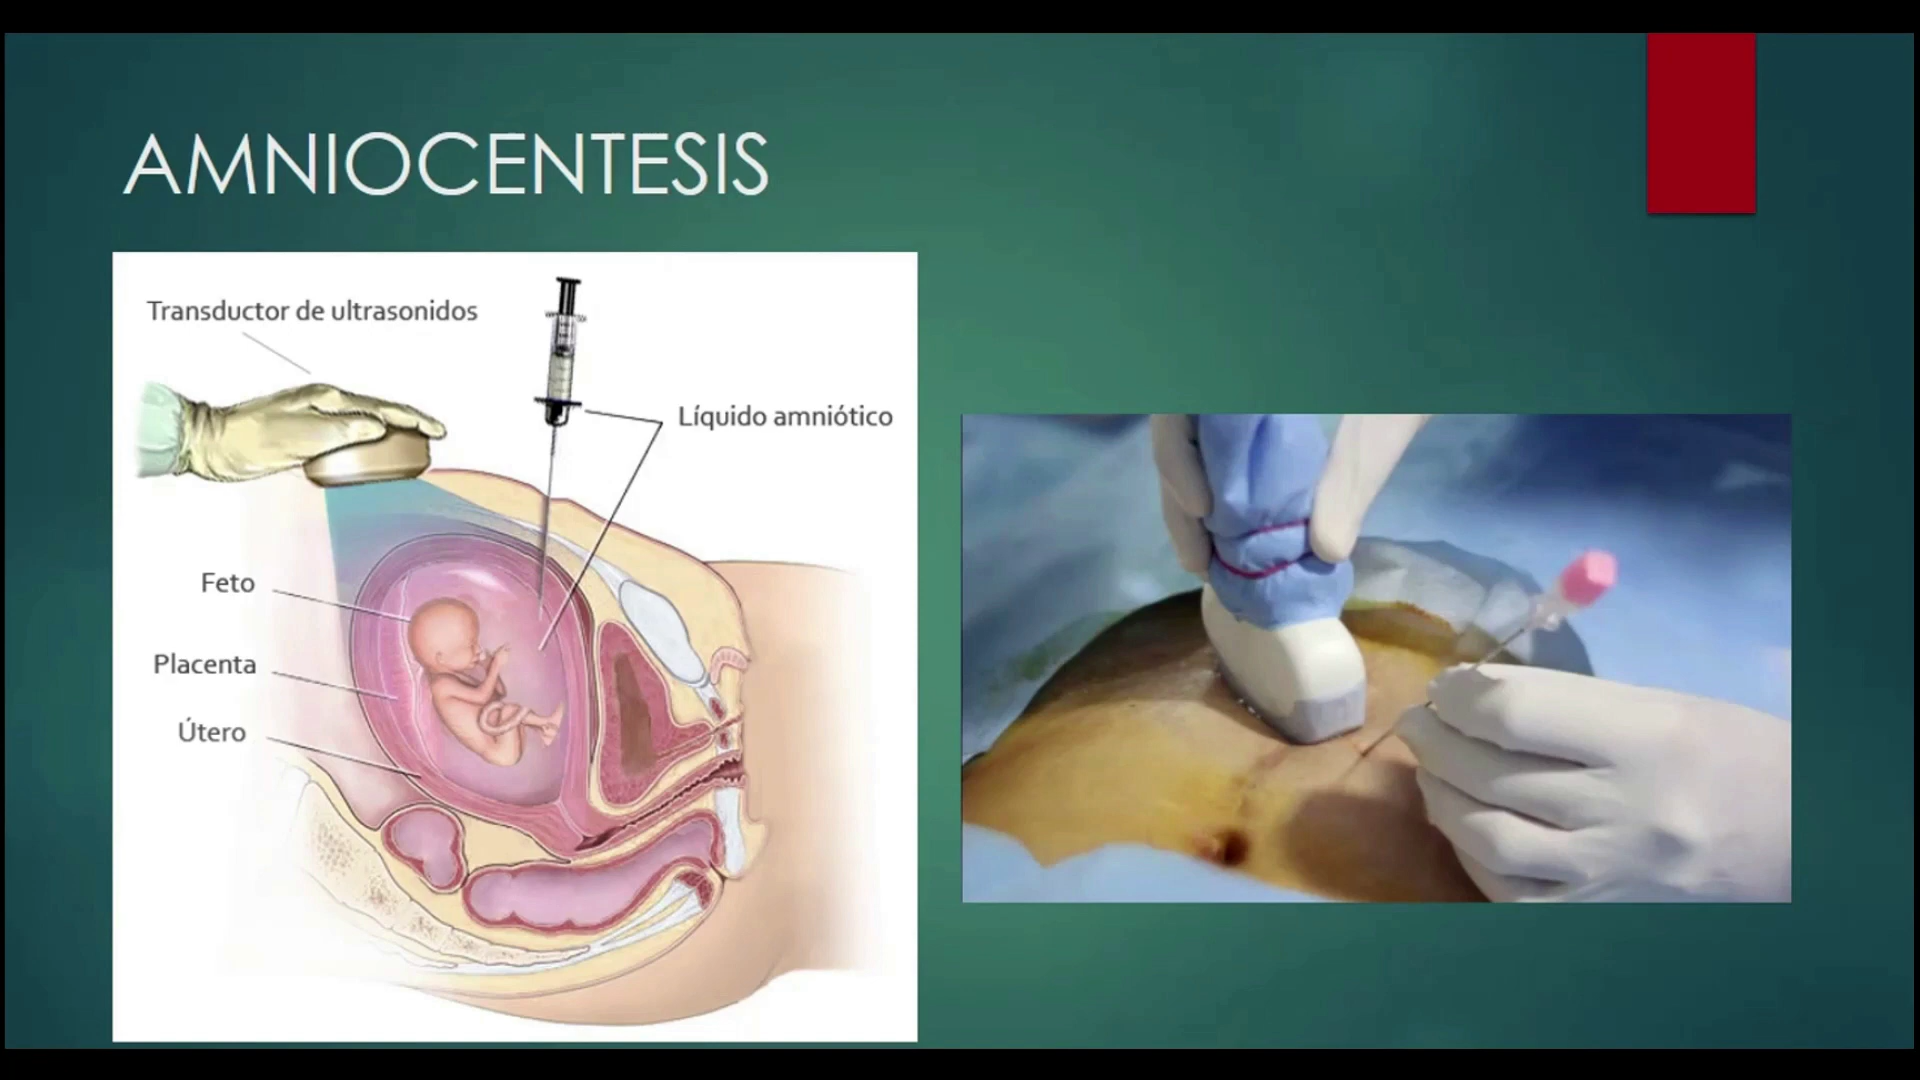 AMNIOCENTESIS
Transductor de ultrasonidos
Líquido amniótico
Feto
Placenta
Útero